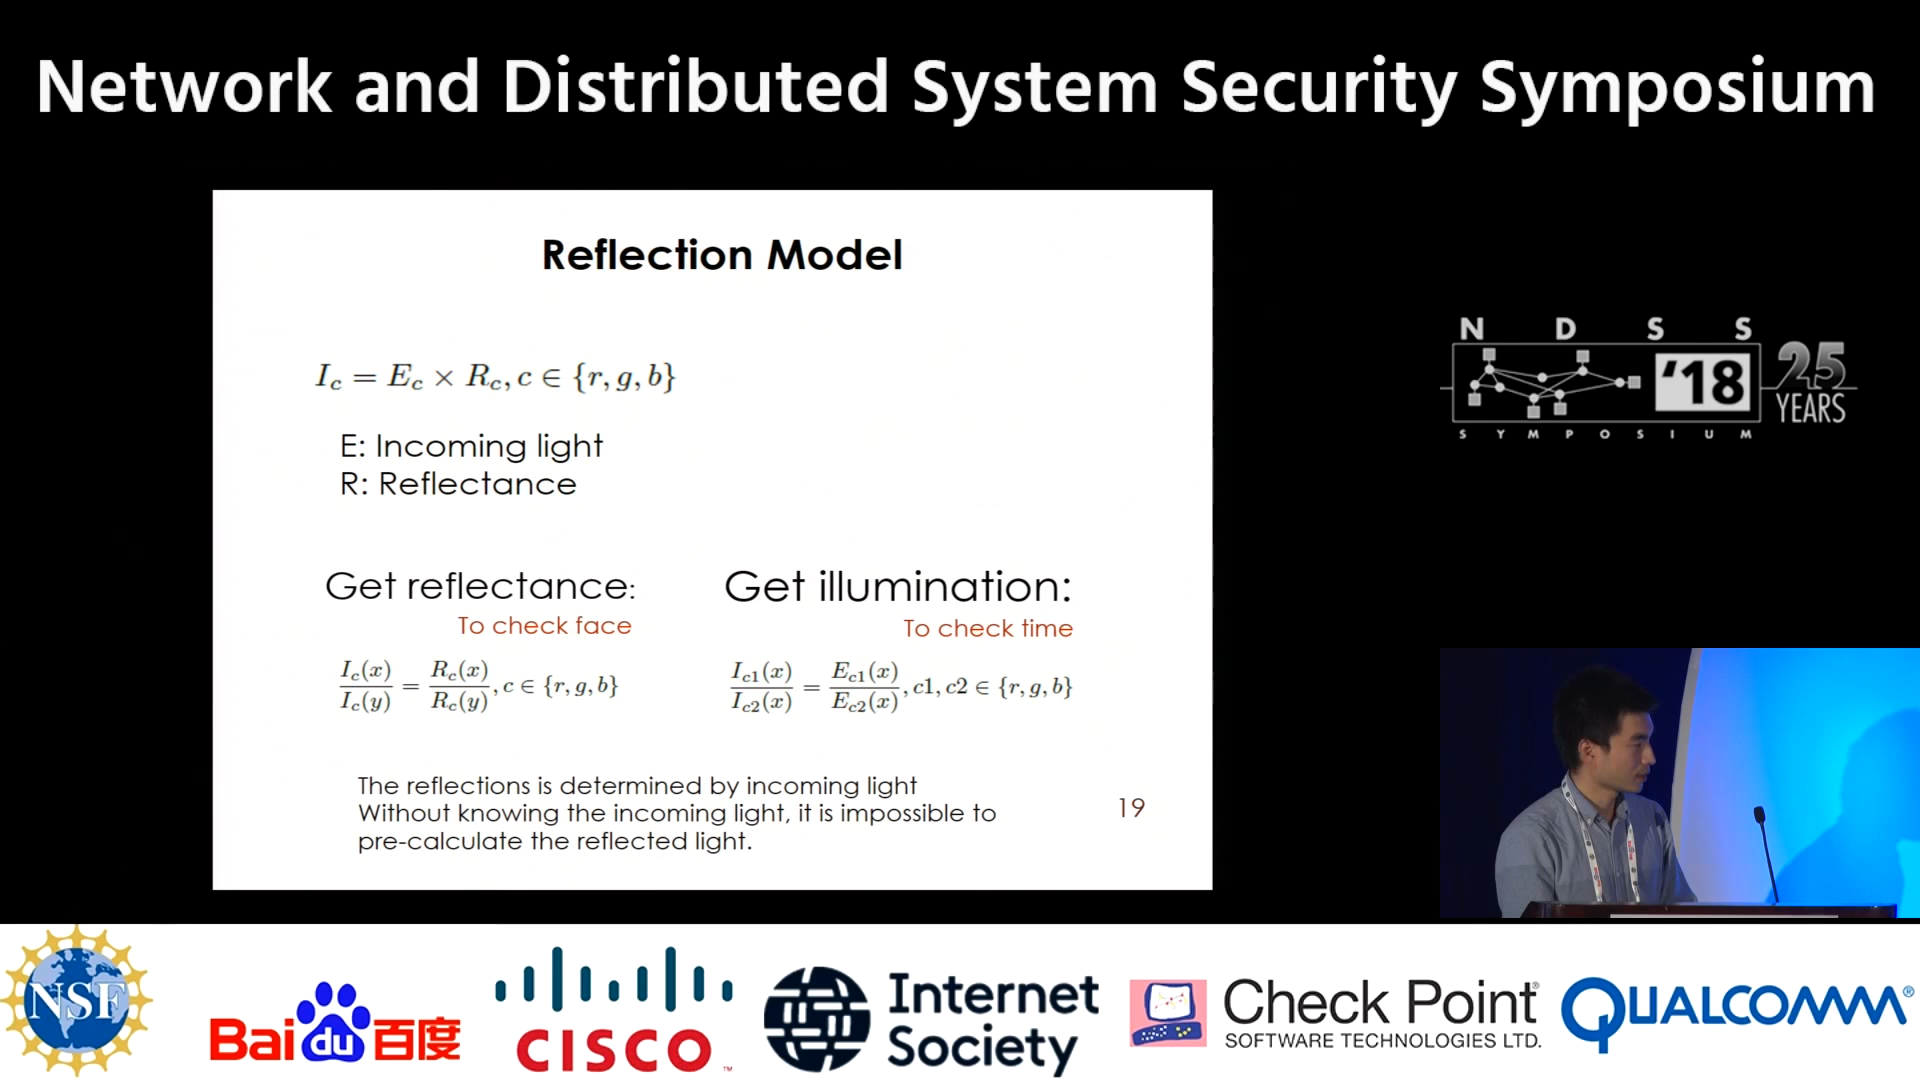 Network and Distributed System Security Symposium
Reflection Model
I_c = E_c × R_c, c ∈ {r, g, b}
E: Incoming light
R: Reflectance
Get reflectance:
To check face
I_c(x)/I_c(y) = R_c(x)/R_c(y), c ∈ {r, g, b}
Get illumination:
To check time
I_c1(x)/I_c2(x) = E_c1(x)/E_c2(x), c1, c2 ∈ {r, g, b}
The reflections is determined by incoming light
Without knowing the incoming light, it is impossible to
pre-calculate the reflected light.
19
N D S S
'18
25
YEARS
S Y M P O S I U M
NSF
Bai du 百度
CISCO ™
Internet
Society
Check Point®
SOFTWARE TECHNOLOGIES LTD.
QUALCOMM®